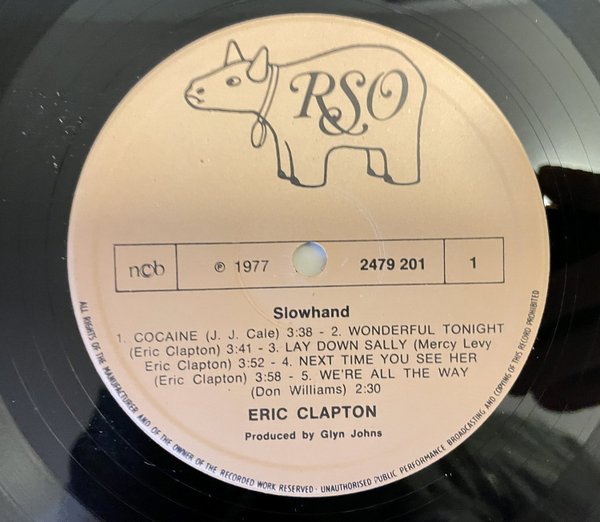 RSO
ncb
℗ 1977
2479 201
1
Slowhand
1. COCAINE (J. J. Cale) 3:38 - 2. WONDERFUL TONIGHT
(Eric Clapton) 3:41 - 3. LAY DOWN SALLY (Mercy Levy
Eric Clapton) 3:52 - 4. NEXT TIME YOU SEE HER
(Eric Clapton) 3:58 - 5. WE'RE ALL THE WAY
(Don Williams) 2:30
ERIC CLAPTON
Produced by Glyn Johns
ALL RIGHTS OF THE MANUFACTURER AND OF THE OWNER OF THE RECORDED WORK RESERVED · UNAUTHORISED PUBLIC PERFORMANCE BROADCASTING AND COPYING OF THIS RECORD PROHIBITED